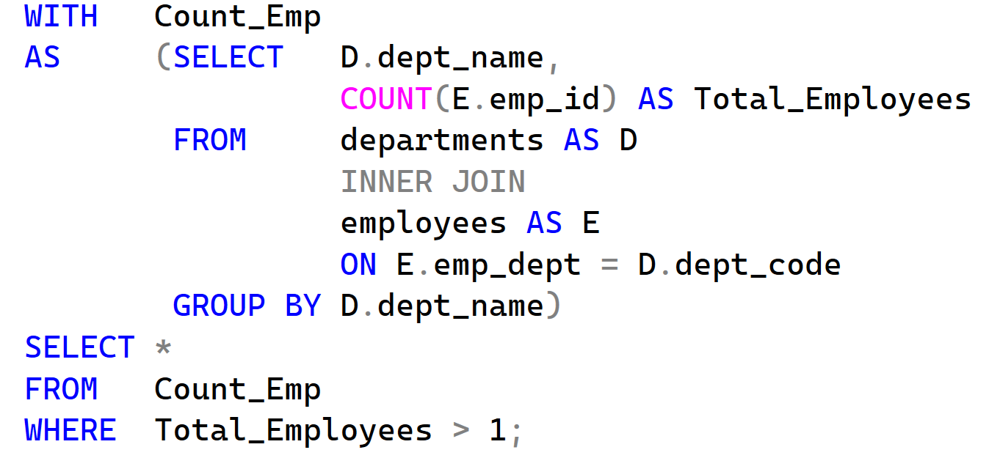 WITH   Count_Emp
AS     (SELECT   D.dept_name,
                 COUNT(E.emp_id) AS Total_Employees
        FROM     departments AS D
                 INNER JOIN
                 employees AS E
                 ON E.emp_dept = D.dept_code
        GROUP BY D.dept_name)
SELECT *
FROM   Count_Emp
WHERE  Total_Employees > 1;